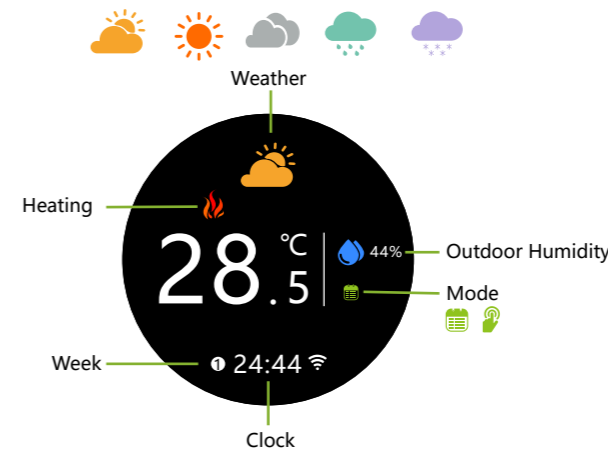 Weather
Heating
28.5 °C
44%
Outdoor Humidity
Mode
Week
1 24:44
Clock